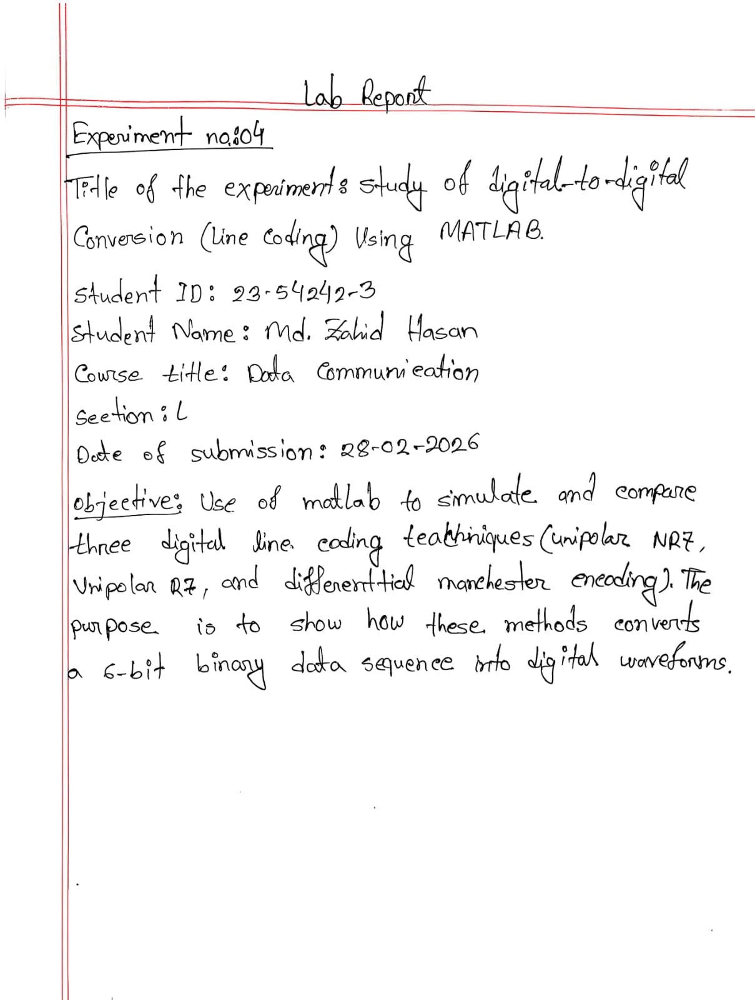 Lab Report
Experiment no:04
Title of the experiment: study of digital-to-digital
Conversion (Line Coding) Using MATLAB.
Student ID: 23-54242-3
Student Name: Md. Zahid Hasan
Course title: Data Communication
Section: L
Date of submission: 28-02-2026
Objective: Use of matlab to simulate and compare
three digital line coding teakhiniques (unipolar NRZ,
Unipolar RZ, and differenttial manchester encoding). The
purpose is to show how these methods converts
a 6-bit binary data sequence into digital waveforms.